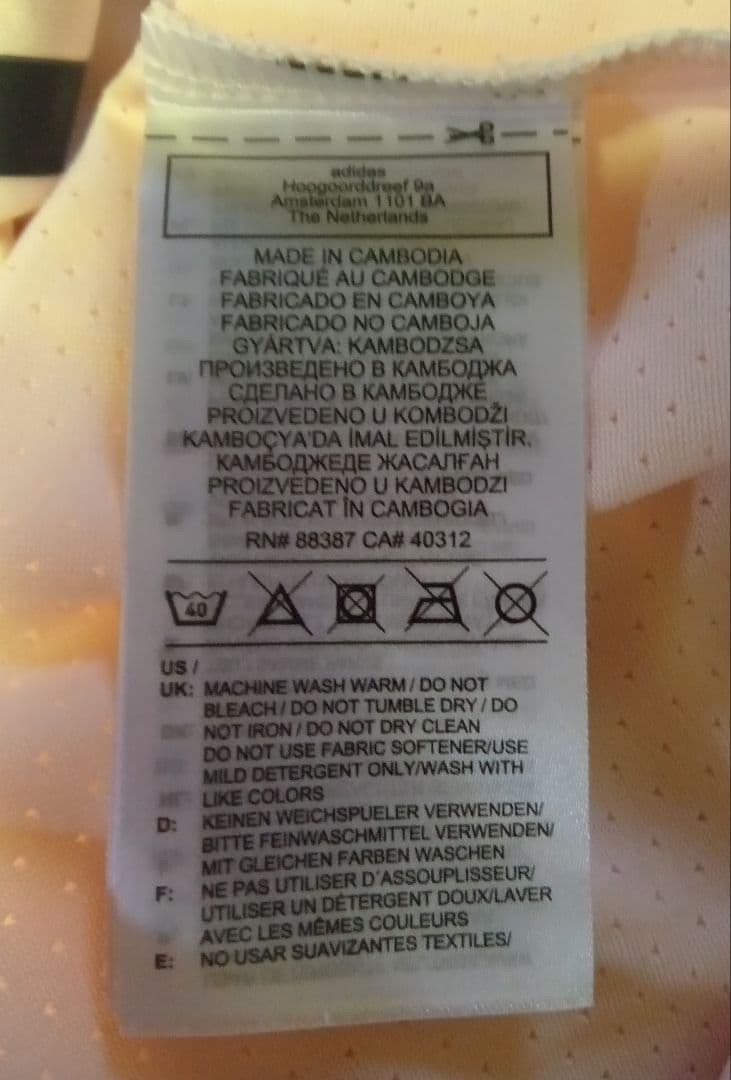 adidas
Hoogoorddreef 9a
Amsterdam 1101 BA
The Netherlands
MADE IN CAMBODIA
FABRIQUÉ AU CAMBODGE
FABRICADO EN CAMBOYA
FABRICADO NO CAMBOJA
GYÁRTVA: KAMBODZSA
ПРОИЗВЕДЕНО В КАМБОДЖА
СДЕЛАНО В КАМБОДЖЕ
PROIZVEDENO U KOMBODŽI
KAMBOÇYA'DA İMAL EDİLMİŞTİR.
КАМБОДЖЕДЕ ЖАСАЛҒАН
PROIZVEDENO U KAMBODZI
FABRICAT ÎN CAMBOGIA
RN# 88387 CA# 40312
40
US /
UK: MACHINE WASH WARM / DO NOT
BLEACH / DO NOT TUMBLE DRY / DO
NOT IRON / DO NOT DRY CLEAN
DO NOT USE FABRIC SOFTENER/USE
MILD DETERGENT ONLY/WASH WITH
LIKE COLORS
D: KEINEN WEICHSPUELER VERWENDEN/
BITTE FEINWASCHMITTEL VERWENDEN/
MIT GLEICHEN FARBEN WASCHEN
F: NE PAS UTILISER D'ASSOUPLISSEUR/
UTILISER UN DÉTERGENT DOUX/LAVER
AVEC LES MÊMES COULEURS
E: NO USAR SUAVIZANTES TEXTILES/